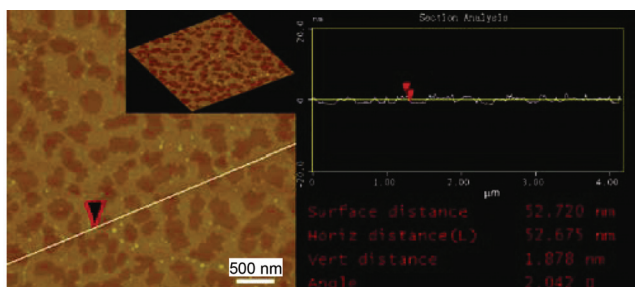 500 nm
nm
Section Analysis
20.0
0
-20.0
0 1.00 2.00 3.00 4.00
μm
Surface distance 52.720 nm
Horiz distance(L) 52.675 nm
Vert distance 1.878 nm
Angle 2.042